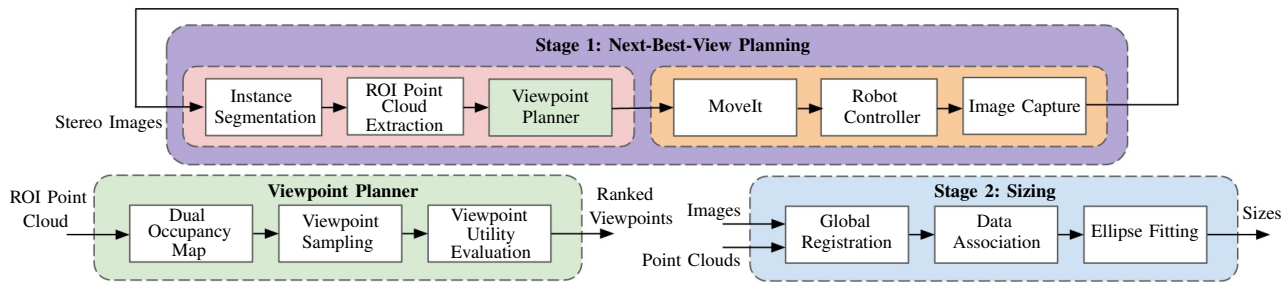 Stage 1: Next-Best-View Planning
Stereo Images
Instance
Segmentation
ROI Point
Cloud
Extraction
Viewpoint
Planner
MoveIt
Robot
Controller
Image Capture
Viewpoint Planner
ROI Point
Cloud
Dual
Occupancy
Map
Viewpoint
Sampling
Viewpoint
Utility
Evaluation
Ranked
Viewpoints
Stage 2: Sizing
Images
Point Clouds
Global
Registration
Data
Association
Ellipse Fitting
Sizes